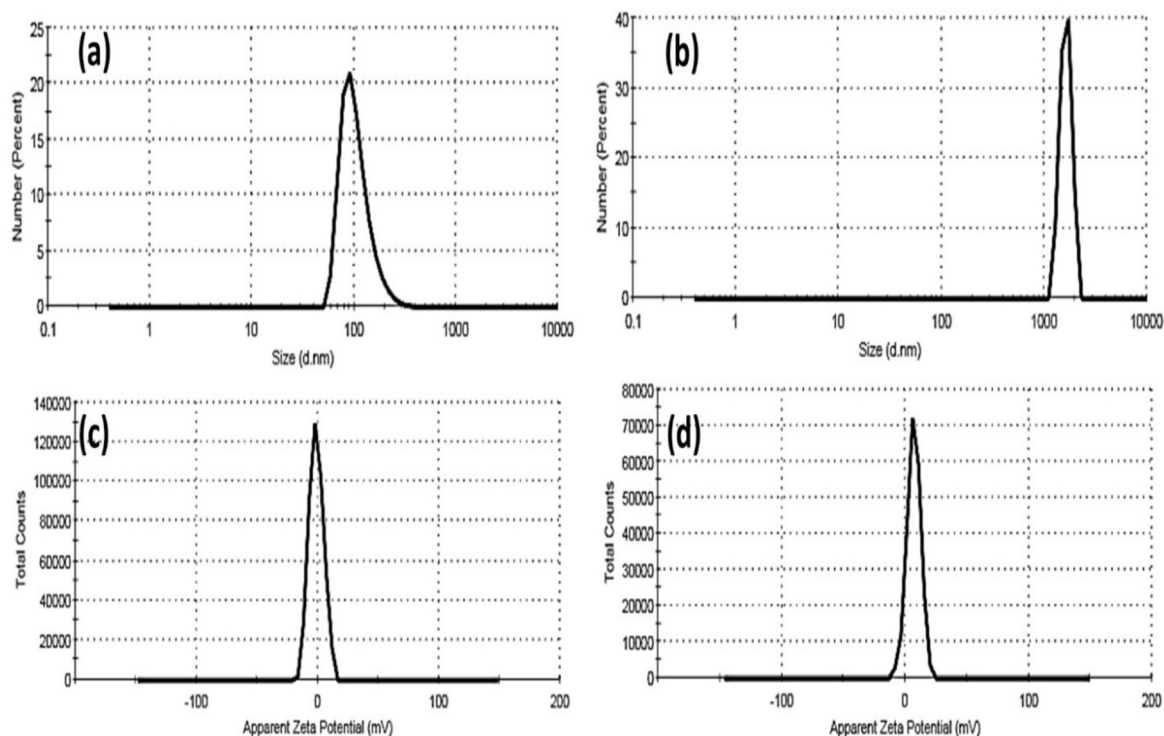 (a)
Number (Percent)
25
20
15
10
5
0
0.1 1 10 100 1000 10000
Size (d.nm)
(b)
Number (Percent)
40
30
20
10
0
0.1 1 10 100 1000 10000
Size (d.nm)
(c)
Total Counts
140000
120000
100000
80000
60000
40000
20000
0
-100 0 100 200
Apparent Zeta Potential (mV)
(d)
Total Counts
80000
70000
60000
50000
40000
30000
20000
10000
0
-100 0 100 200
Apparent Zeta Potential (mV)